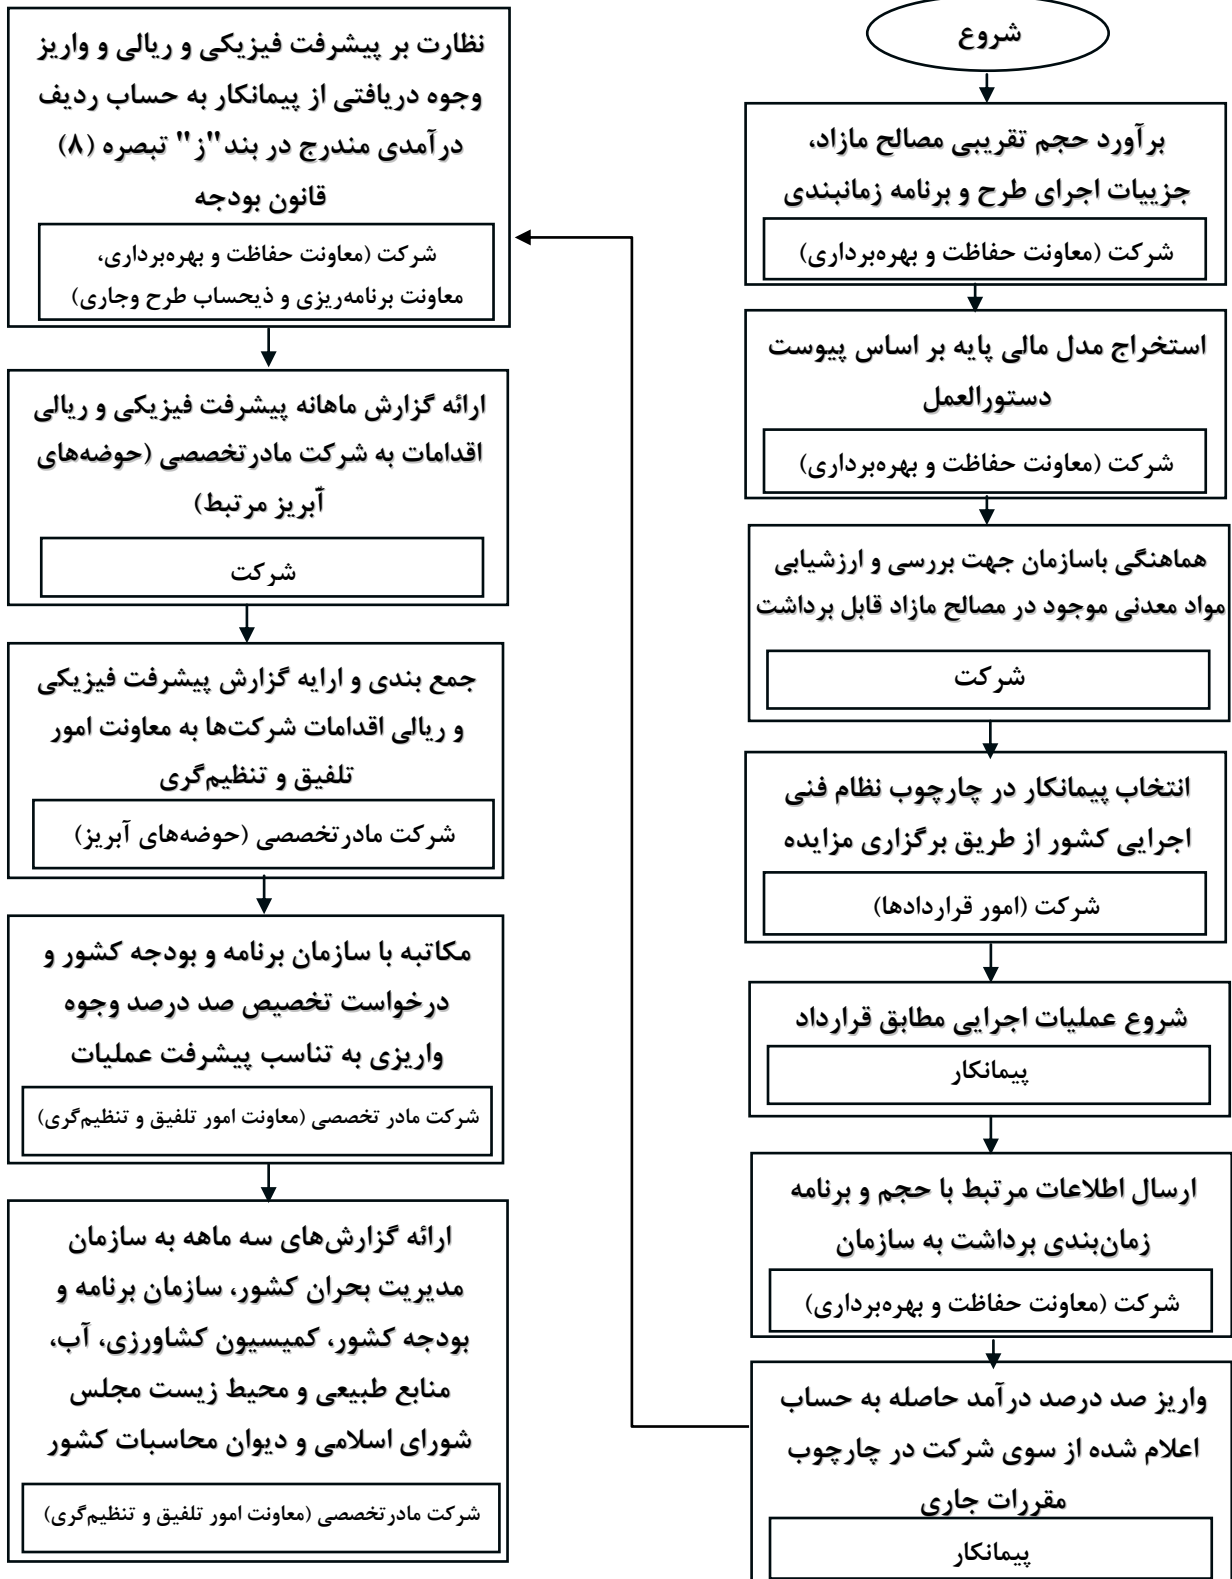 شروع
برآورد حجم تقریبی مصالح مازاد،
جزییات اجرای طرح و برنامه زمانبندی
شرکت (معاونت حفاظت و بهره‌برداری)
استخراج مدل مالی پایه بر اساس پیوست
دستورالعمل
شرکت (معاونت حفاظت و بهره‌برداری)
هماهنگی باسازمان جهت بررسی و ارزشیابی
مواد معدنی موجود در مصالح مازاد قابل برداشت
شرکت
انتخاب پیمانکار در چارچوب نظام فنی
اجرایی کشور از طریق برگزاری مزایده
شرکت (امور قراردادها)
شروع عملیات اجرایی مطابق قرارداد
پیمانکار
ارسال اطلاعات مرتبط با حجم و برنامه
زمان‌بندی برداشت به سازمان
شرکت (معاونت حفاظت و بهره‌برداری)
واریز صد درصد درآمد حاصله به حساب
اعلام شده از سوی شرکت در چارچوب
مقررات جاری
پیمانکار
نظارت بر پیشرفت فیزیکی و ریالی و واریز
وجوه دریافتی از پیمانکار به حساب ردیف
درآمدی مندرج در بند"ز" تبصره (۸)
قانون بودجه
شرکت (معاونت حفاظت و بهره‌برداری،
معاونت برنامه‌ریزی و ذیحساب طرح وجاری)
ارائه گزارش ماهانه پیشرفت فیزیکی و ریالی
اقدامات به شرکت مادرتخصصی (حوضه‌های
آبریز مرتبط)
شرکت
جمع بندی و ارایه گزارش پیشرفت فیزیکی
و ریالی اقدامات شرکت‌ها به معاونت امور
تلفیق و تنظیم‌گری
شرکت مادرتخصصی (حوضه‌های آبریز)
مکاتبه با سازمان برنامه و بودجه کشور و
درخواست تخصیص صد درصد وجوه
واریزی به تناسب پیشرفت عملیات
شرکت مادر تخصصی (معاونت امور تلفیق و تنظیم‌گری)
ارائه گزارش‌های سه ماهه به سازمان
مدیریت بحران کشور، سازمان برنامه و
بودجه کشور، کمیسیون کشاورزی، آب،
منابع طبیعی و محیط زیست مجلس
شورای اسلامی و دیوان محاسبات کشور
شرکت مادرتخصصی (معاونت امور تلفیق و تنظیم‌گری)